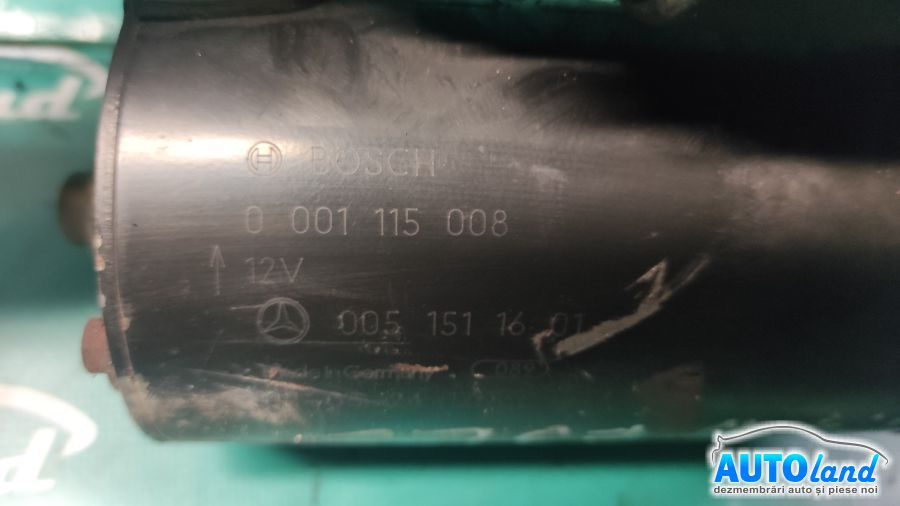 BOSCH
0 001 115 008
12V
005 151 16 01
Made in Germany 089
AUTOland
dezmembrări auto și piese noi